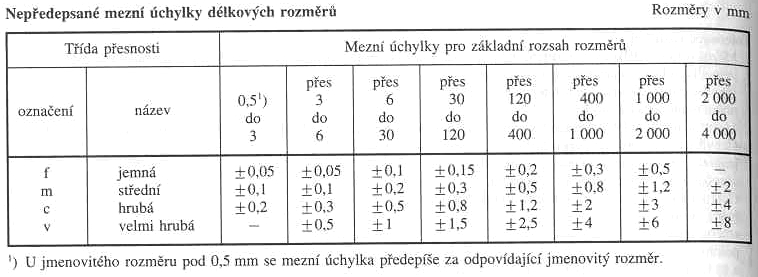 Nepředepsané mezní úchylky délkových rozměrů Rozměry v mm
Třída přesnosti Mezní úchylky pro základní rozsah rozměrů
označení název 0,5¹) do 3 přes 3 do 6 přes 6 do 30 přes 30 do 120 přes 120 do 400 přes 400 do 1 000 přes 1 000 do 2 000 přes 2 000 do 4 000
f jemná ±0,05 ±0,05 ±0,1 ±0,15 ±0,2 ±0,3 ±0,5 –
m střední ±0,1 ±0,1 ±0,2 ±0,3 ±0,5 ±0,8 ±1,2 ±2
c hrubá ±0,2 ±0,3 ±0,5 ±0,8 ±1,2 ±2 ±3 ±4
v velmi hrubá – ±0,5 ±1 ±1,5 ±2,5 ±4 ±6 ±8
¹) U jmenovitého rozměru pod 0,5 mm se mezní úchylka předepíše za odpovídající jmenovitý rozměr.